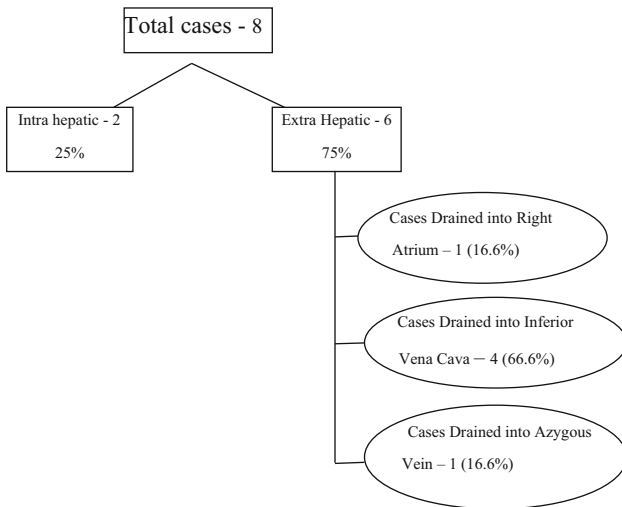 Total cases - 8
Intra hepatic - 2
25%
Extra Hepatic - 6
75%
Cases Drained into Right
Atrium – 1 (16.6%)
Cases Drained into Inferior
Vena Cava – 4 (66.6%)
Cases Drained into Azygous
Vein – 1 (16.6%)